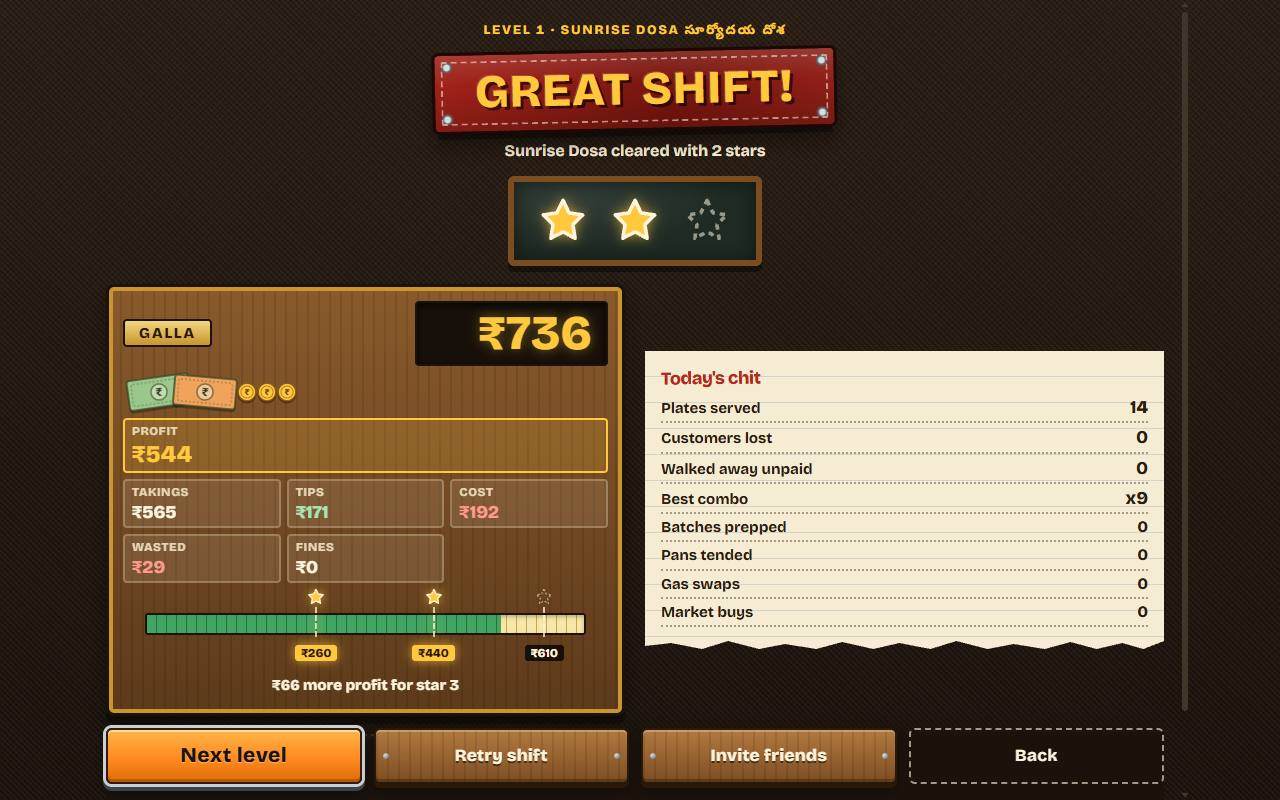 LEVEL 1 · SUNRISE DOSA సూర్యోదయ దోశ
GREAT SHIFT!
Sunrise Dosa cleared with 2 stars
GALLA
₹736
₹ ₹ ₹ ₹ ₹
PROFIT
₹544
TAKINGS
₹565
TIPS
₹171
COST
₹192
WASTED
₹29
FINES
₹0
₹260
₹440
₹610
₹66 more profit for star 3
Today's chit
Plates served 14
Customers lost 0
Walked away unpaid 0
Best combo x9
Batches prepped 0
Pans tended 0
Gas swaps 0
Market buys 0
Next level
Retry shift
Invite friends
Back